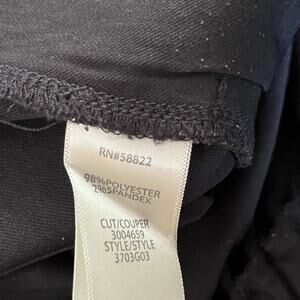 RN#58822
98%POLYESTER
2%SPANDEX
CUT/COUPER
3004659
STYLE/STYLE
3703G03